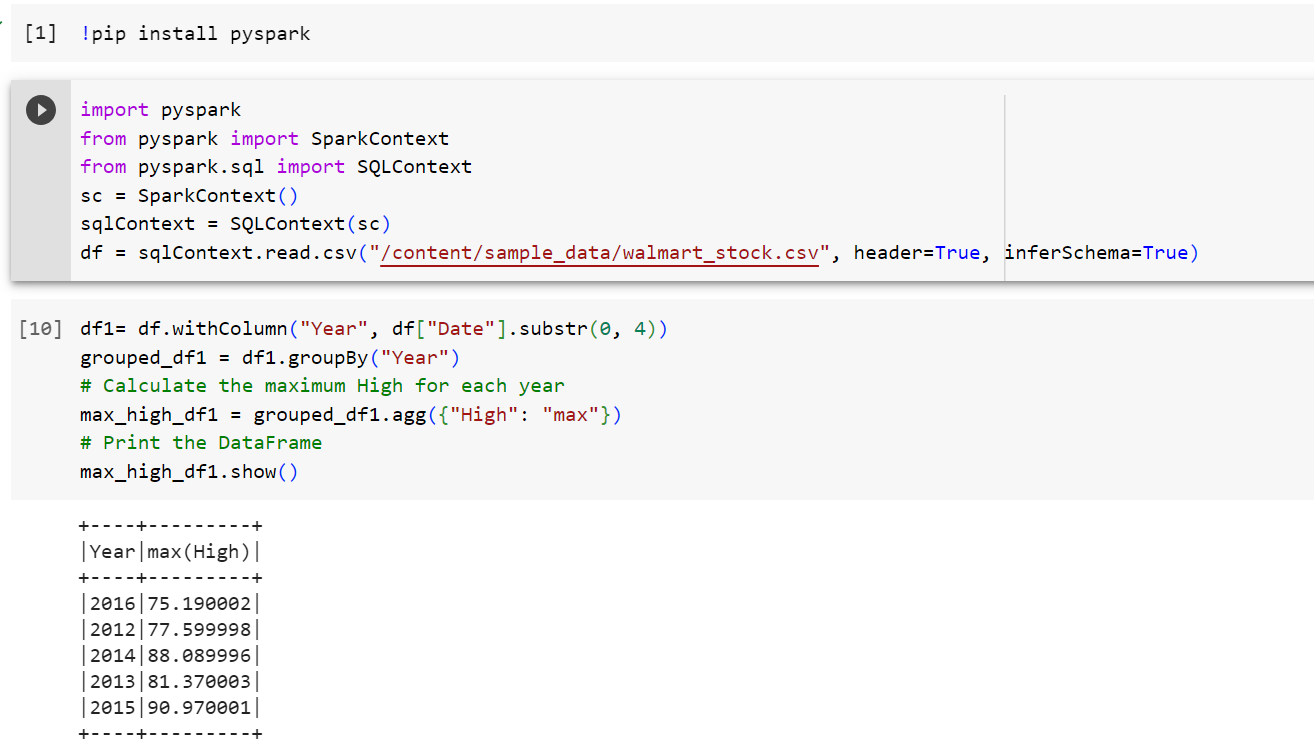 [1] !pip install pyspark
import pyspark
from pyspark import SparkContext
from pyspark.sql import SQLContext
sc = SparkContext()
sqlContext = SQLContext(sc)
df = sqlContext.read.csv("/content/sample_data/walmart_stock.csv", header=True, inferSchema=True)
[10] df1= df.withColumn("Year", df["Date"].substr(0, 4))
grouped_df1 = df1.groupBy("Year")
# Calculate the maximum High for each year
max_high_df1 = grouped_df1.agg({"High": "max"})
# Print the DataFrame
max_high_df1.show()
+----+---------+
|Year|max(High)|
+----+---------+
|2016|75.190002|
|2012|77.599998|
|2014|88.089996|
|2013|81.370003|
|2015|90.970001|
+----+---------+